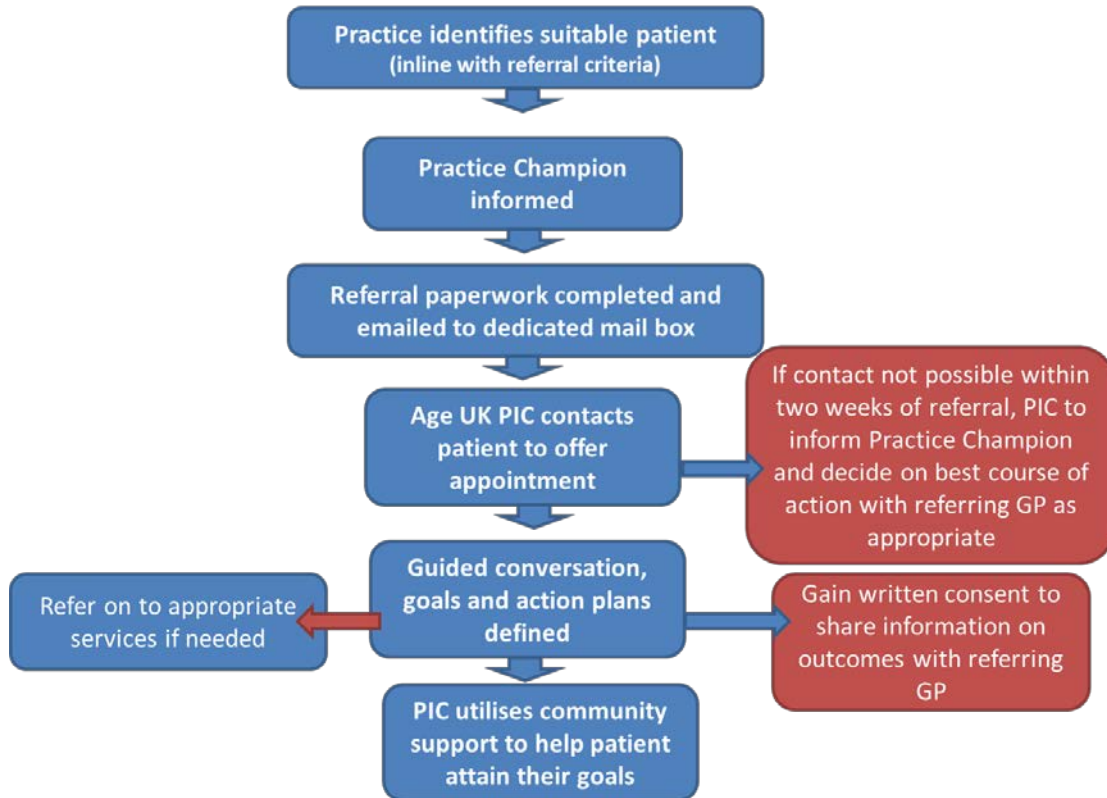 Practice identifies suitable patient
(inline with referral criteria)
Practice Champion
informed
Referral paperwork completed and
emailed to dedicated mail box
Age UK PIC contacts
patient to offer
appointment
If contact not possible within
two weeks of referral, PIC to
inform Practice Champion
and decide on best course of
action with referring GP as
appropriate
Guided conversation,
goals and action plans
defined
Refer on to appropriate
services if needed
Gain written consent to
share information on
outcomes with referring
GP
PIC utilises community
support to help patient
attain their goals